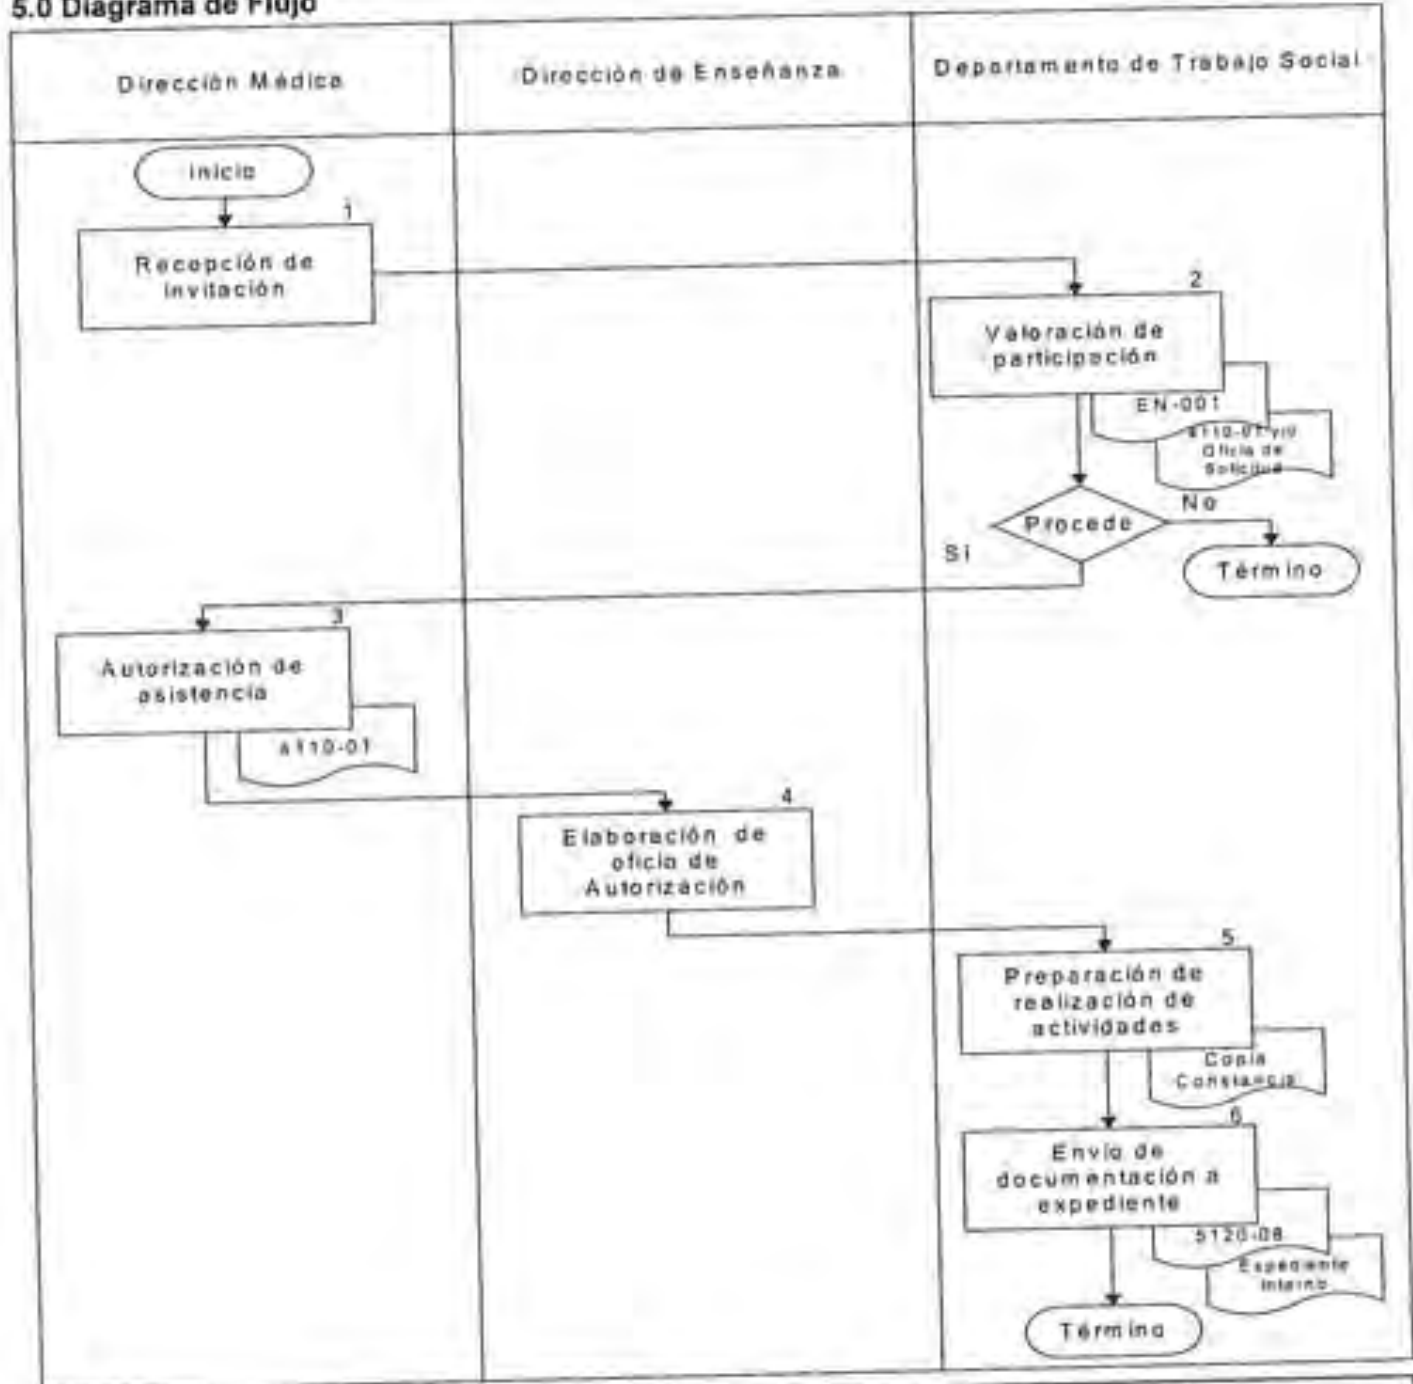 5.0 Diagrama de Flujo
Dirección Médica
Dirección de Enseñanza
Departamento de Trabajo Social
Inicio
1
Recepción de
Invitación
2
Valoración de
participación
EN-001
Oficio de
Solicitud
Procede
No
Si
Término
3
Autorización de
asistencia
6110-01
4
Elaboración de
oficio de
Autorización
5
Preparación de
realización de
actividades
Copia
Constancia
6
Envío de
documentación a
expediente
5120-08
Expediente
Interno
Término